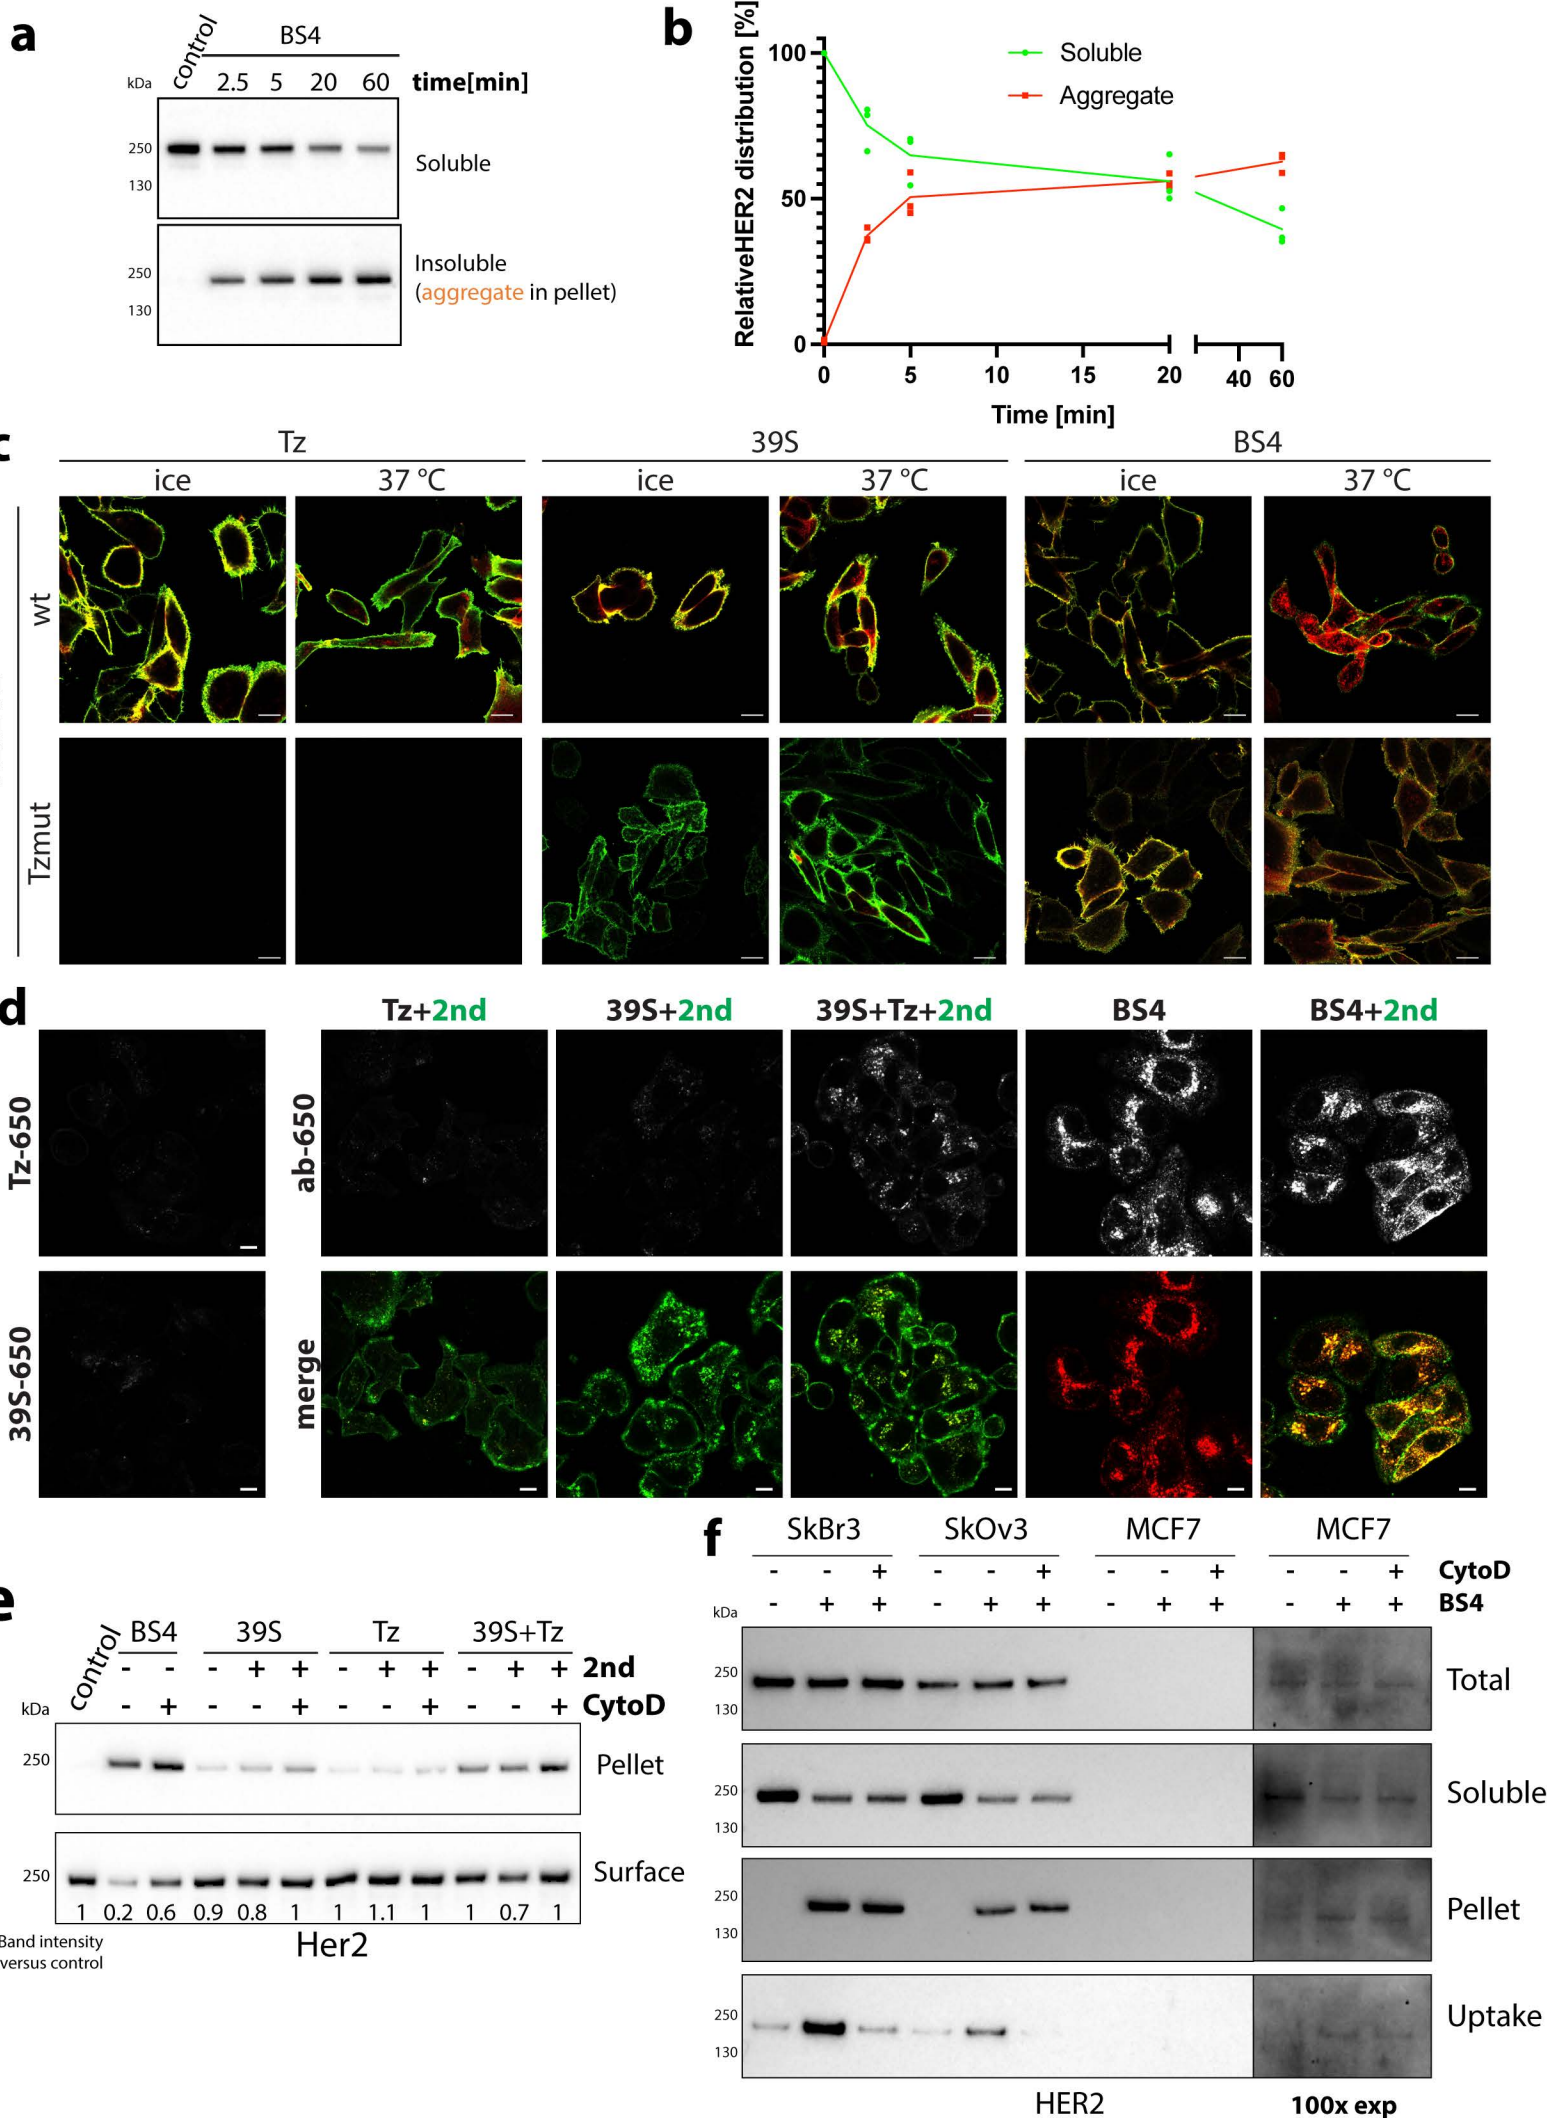 a
Control
BS4
kDa
2.5 5 20 60 time[min]
250
130
Soluble
250
130
Insoluble
(aggregate in pellet)
b
RelativeHER2 distribution [%]
100
50
0
Soluble
Aggregate
0 5 10 15 20 40 60
Time [min]
c
Tz 39S BS4
ice 37 °C ice 37 °C ice 37 °C
wt
Tzmut
d
Tz+2nd 39S+2nd 39S+Tz+2nd BS4 BS4+2nd
Tz-650
ab-650
39S-650
merge
e
Control
BS4 39S Tz 39S+Tz
- - - + + - + + - + + 2nd
- + - - + - - + - - + CytoD
kDa
250
Pellet
250
Surface
1 0.2 0.6 0.9 0.8 1 1 1.1 1 1 0.7 1
Band intensity
versus control
Her2
f
SkBr3 SkOv3 MCF7 MCF7
- - + - - + - - + - - + CytoD
- + + - + + - + + - + + BS4
kDa
250
130
Total
250
130
Soluble
250
130
Pellet
250
130
Uptake
HER2
100x exp